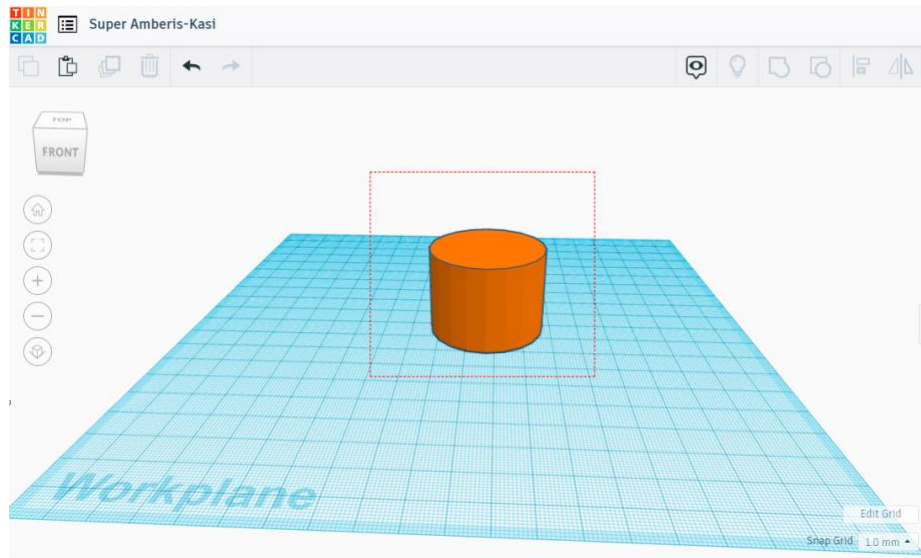 TIN
KER
CAD
Super Amberis-Kasi
TOP
FRONT
Workplane
Edit Grid
Snap Grid 1.0 mm